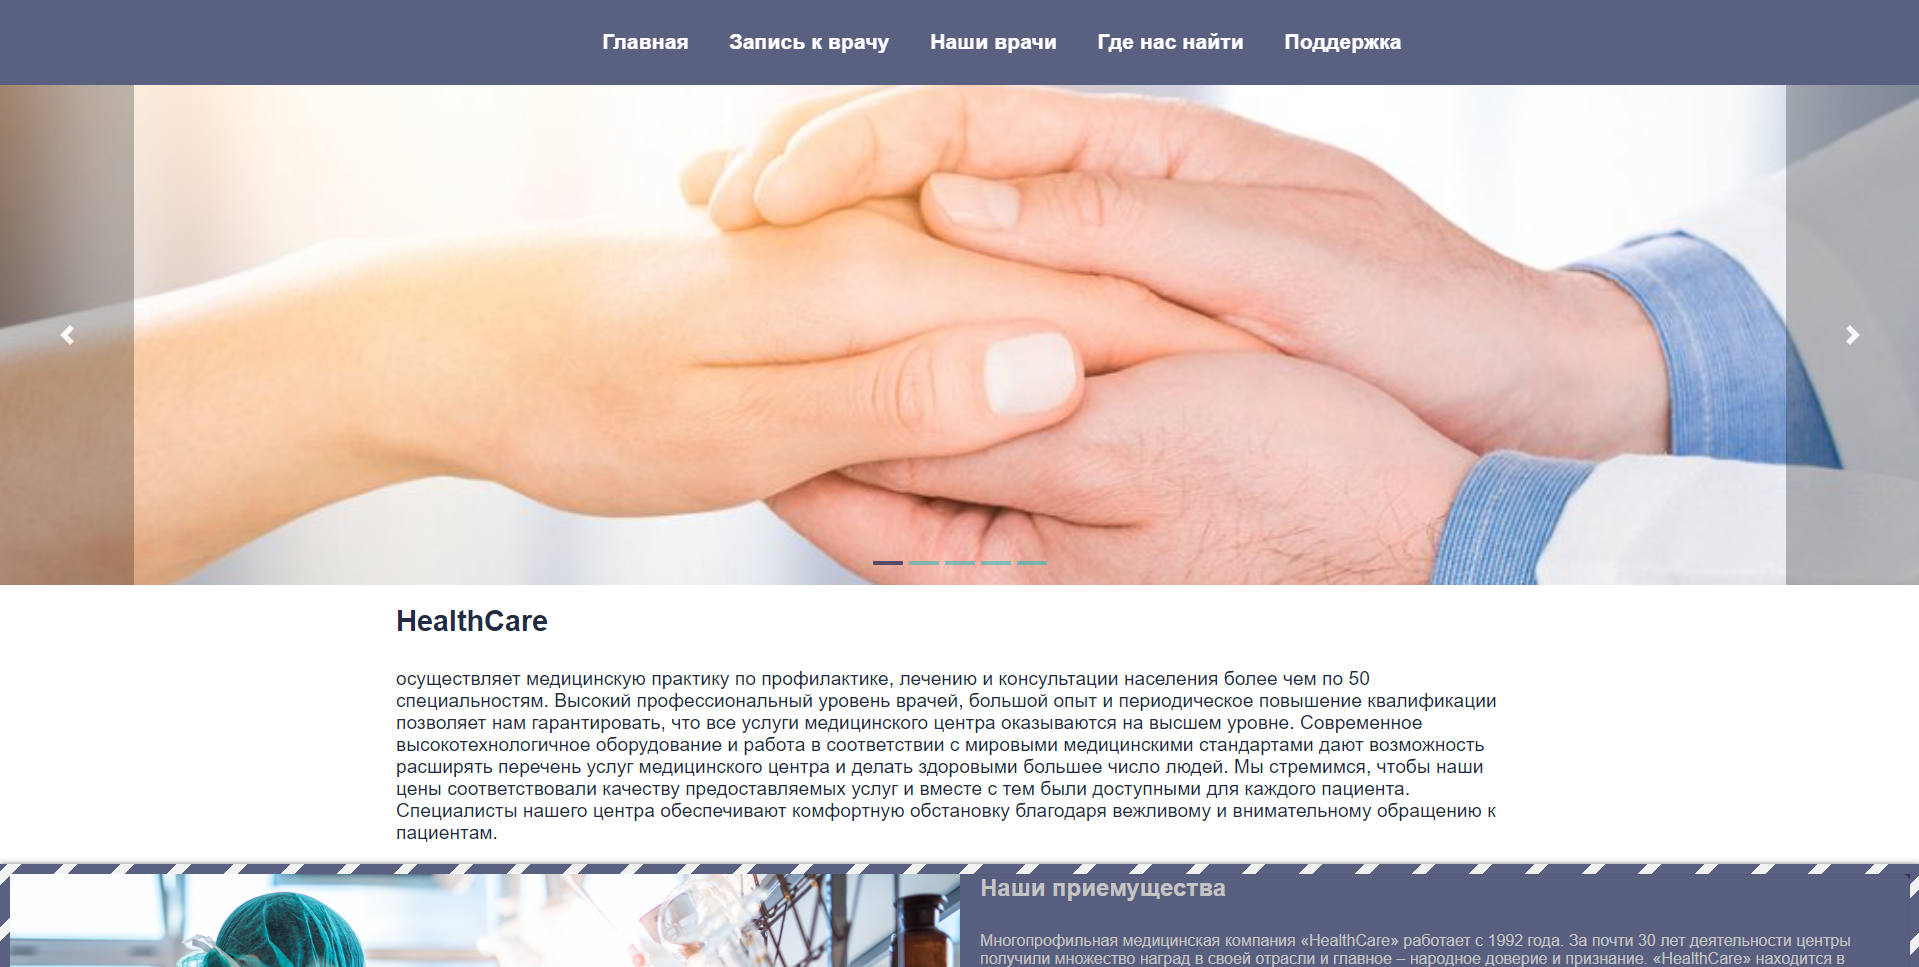 Главная Запись к врачу Наши врачи Где нас найти Поддержка
HealthCare
осуществляет медицинскую практику по профилактике, лечению и консультации населения более чем по 50
специальностям. Высокий профессиональный уровень врачей, большой опыт и периодическое повышение квалификации
позволяет нам гарантировать, что все услуги медицинского центра оказываются на высшем уровне. Современное
высокотехнологичное оборудование и работа в соответствии с мировыми медицинскими стандартами дают возможность
расширять перечень услуг медицинского центра и делать здоровыми большее число людей. Мы стремимся, чтобы наши
цены соответствовали качеству предоставляемых услуг и вместе с тем были доступными для каждого пациента.
Специалисты нашего центра обеспечивают комфортную обстановку благодаря вежливому и внимательному обращению к
пациентам.
Наши приемущества
Многопрофильная медицинская компания «HealthCare» работает с 1992 года. За почти 30 лет деятельности центры
получили множество наград в своей отрасли и главное – народное доверие и признание. «HealthCare» находится в